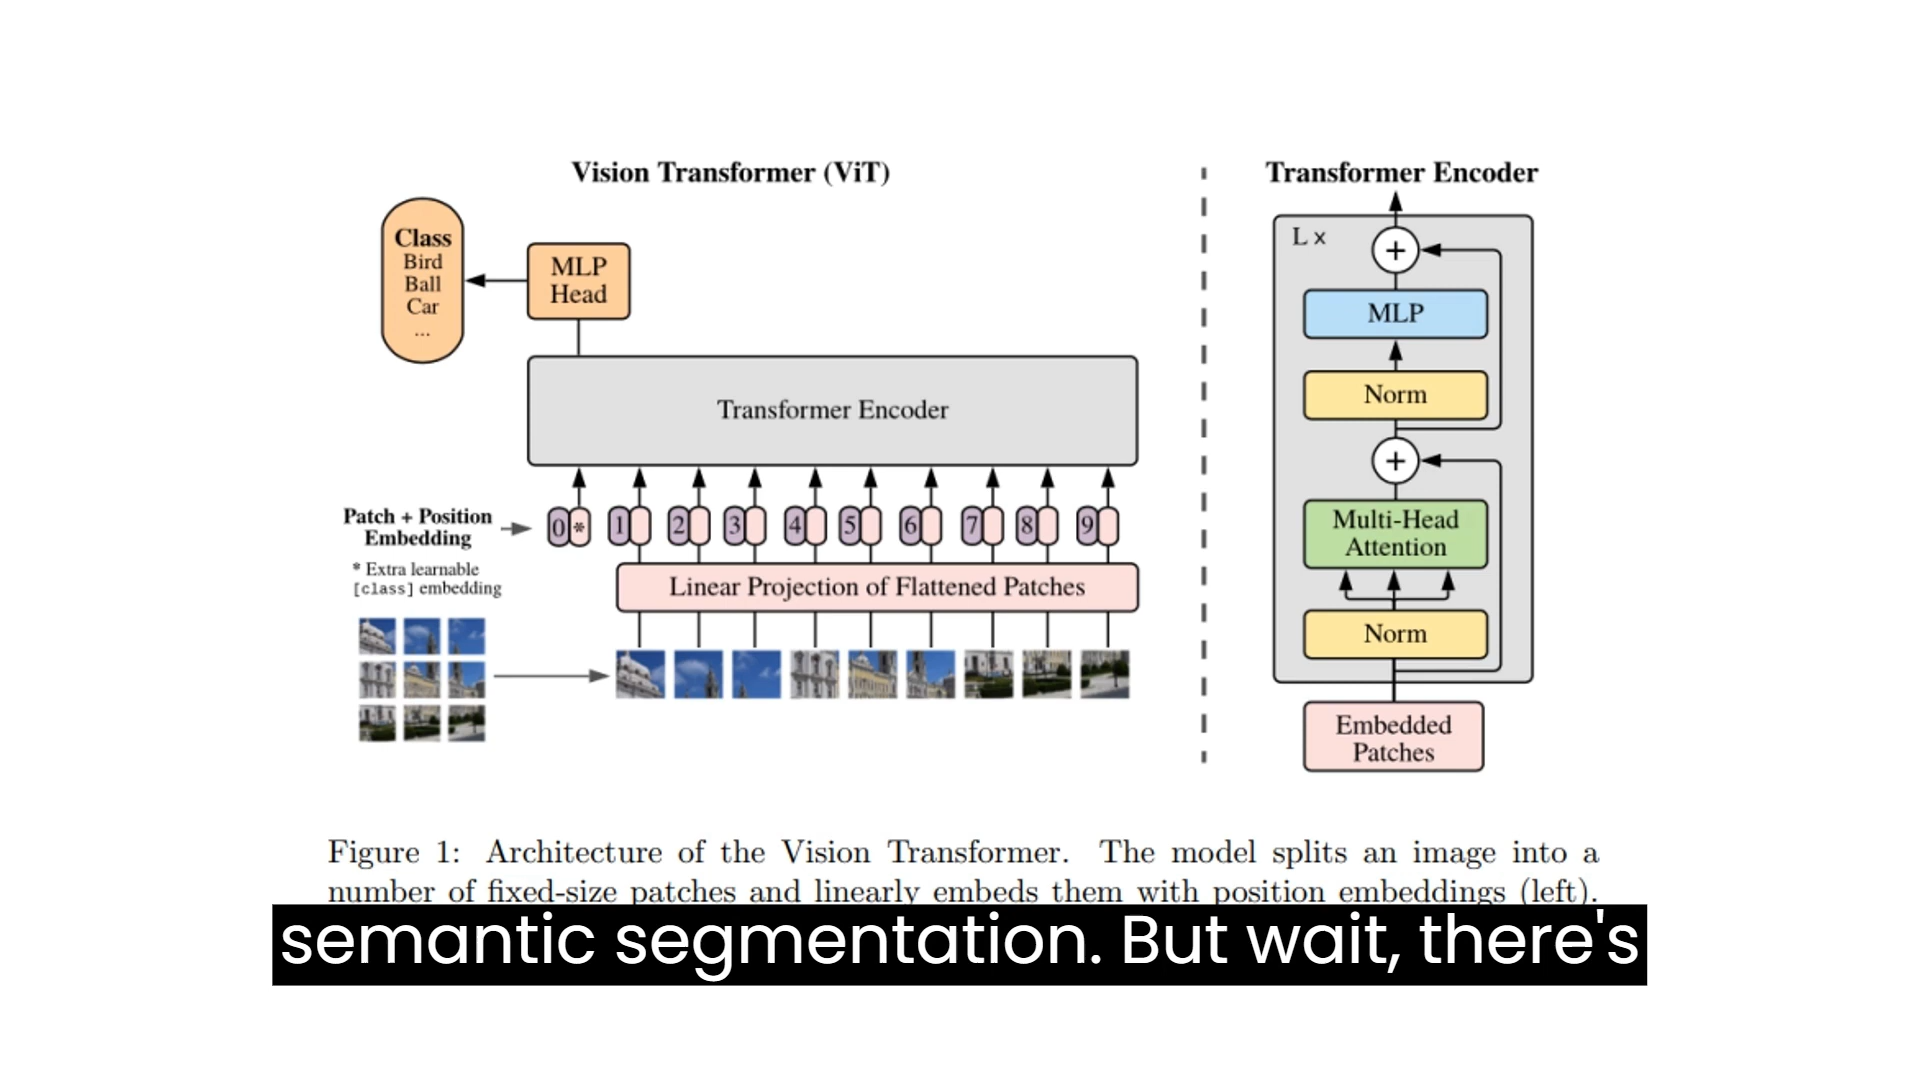 Vision Transformer (ViT)
Class
Bird
Ball
Car
...
MLP
Head
Transformer Encoder
Patch + Position
Embedding
* Extra learnable
[class] embedding
0 * 1 2 3 4 5 6 7 8 9
Linear Projection of Flattened Patches
Transformer Encoder
L x
+
MLP
Norm
+
Multi-Head
Attention
Norm
Embedded
Patches
Figure 1: Architecture of the Vision Transformer. The model splits an image into a
number of fixed-size patches and linearly embeds them with position embeddings (left).
semantic segmentation. But wait, there's